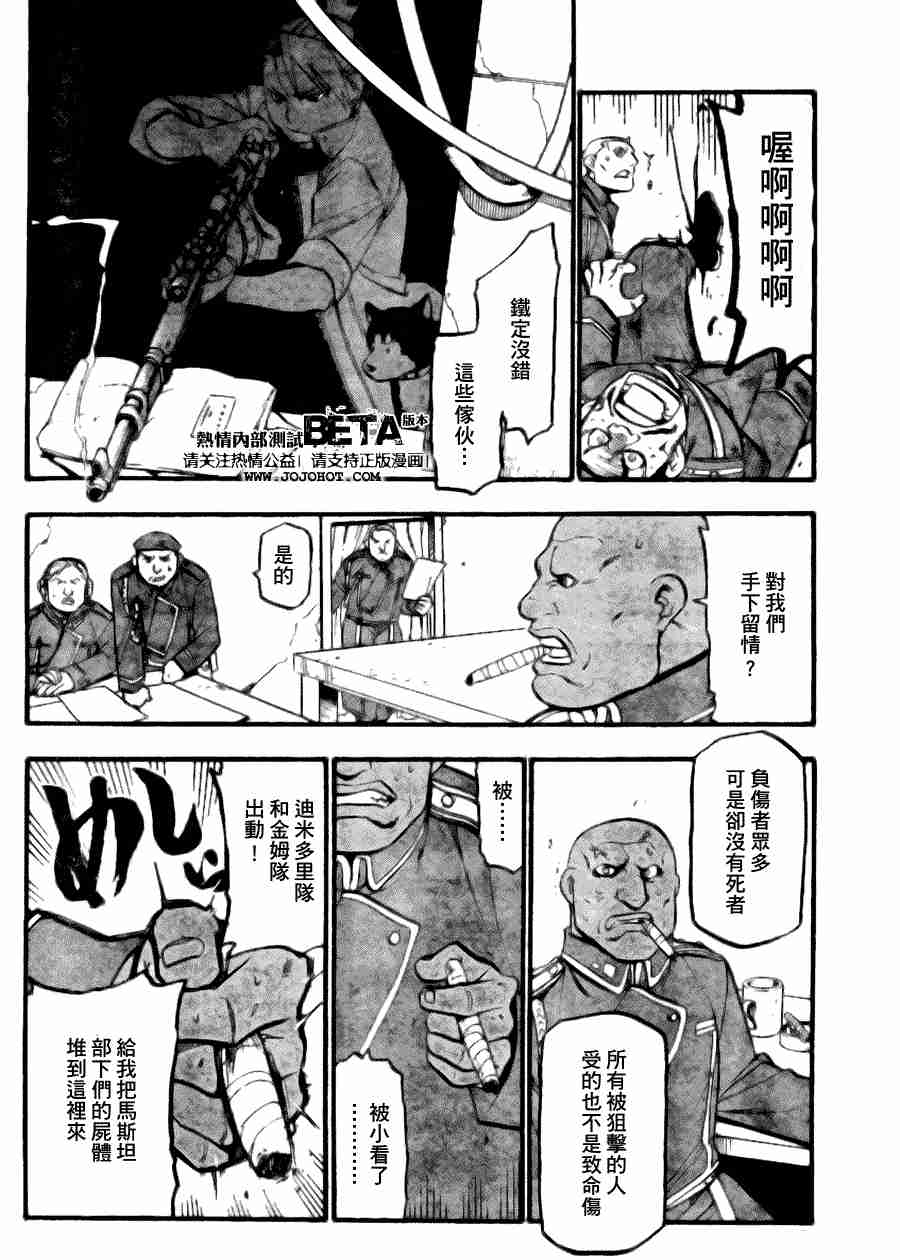 喔啊啊啊啊
鐵定沒錯
這些傢伙…
熱情內部測試BETA版本
请关注热情公益! 请支持正版漫画!
WWW.JOJOHOT.COM
對我們
手下留情?
是的
負傷者眾多
可是卻沒有死者
所有被狙擊的人
受的也不是致命傷
被……
被小看了
…………
迪米多里隊
和金姆隊
出動!
めしぃ
給我把馬斯坦
部下們的屍體
堆到這裡來